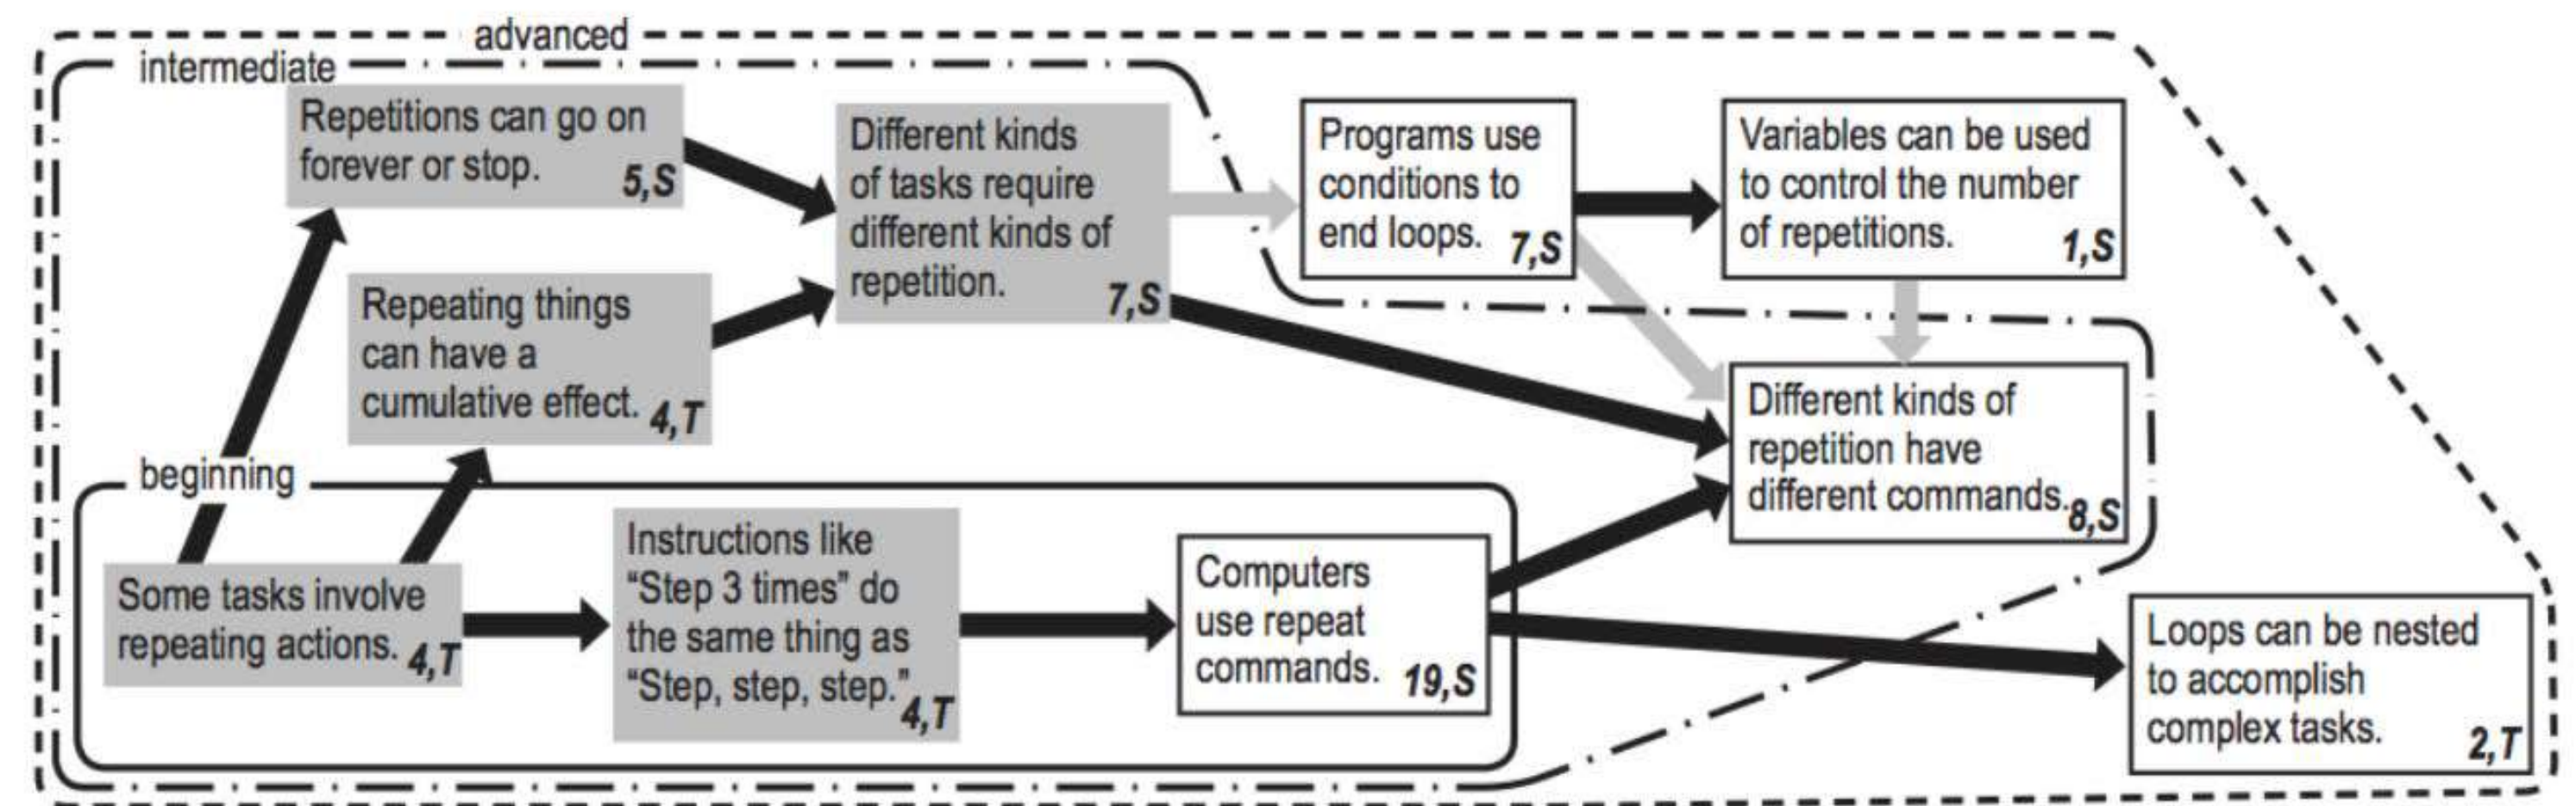 advanced
intermediate
Repetitions can go on
forever or stop.
5,S
Different kinds
of tasks require
different kinds of
repetition.
7,S
Programs use
conditions to
end loops.
7,S
Variables can be used
to control the number
of repetitions.
1,S
Repeating things
can have a
cumulative effect.
4,T
Different kinds of
repetition have
different commands.
8,S
beginning
Some tasks involve
repeating actions.
4,T
Instructions like
“Step 3 times” do
the same thing as
“Step, step, step.”
4,T
Computers
use repeat
commands.
19,S
Loops can be nested
to accomplish
complex tasks.
2,T